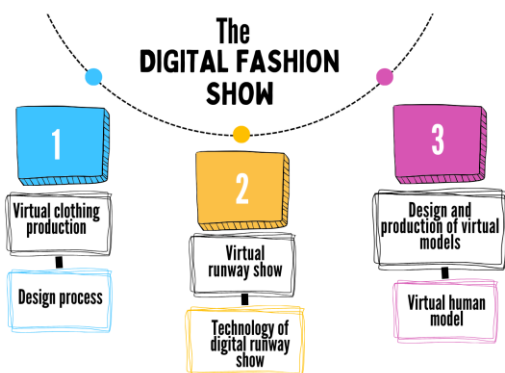 The
DIGITAL FASHION
SHOW
1
Virtual clothing
production
Design process
2
Virtual
runway show
Technology of
digital runway
show
3
Design and
production of virtual
models
Virtual human
model